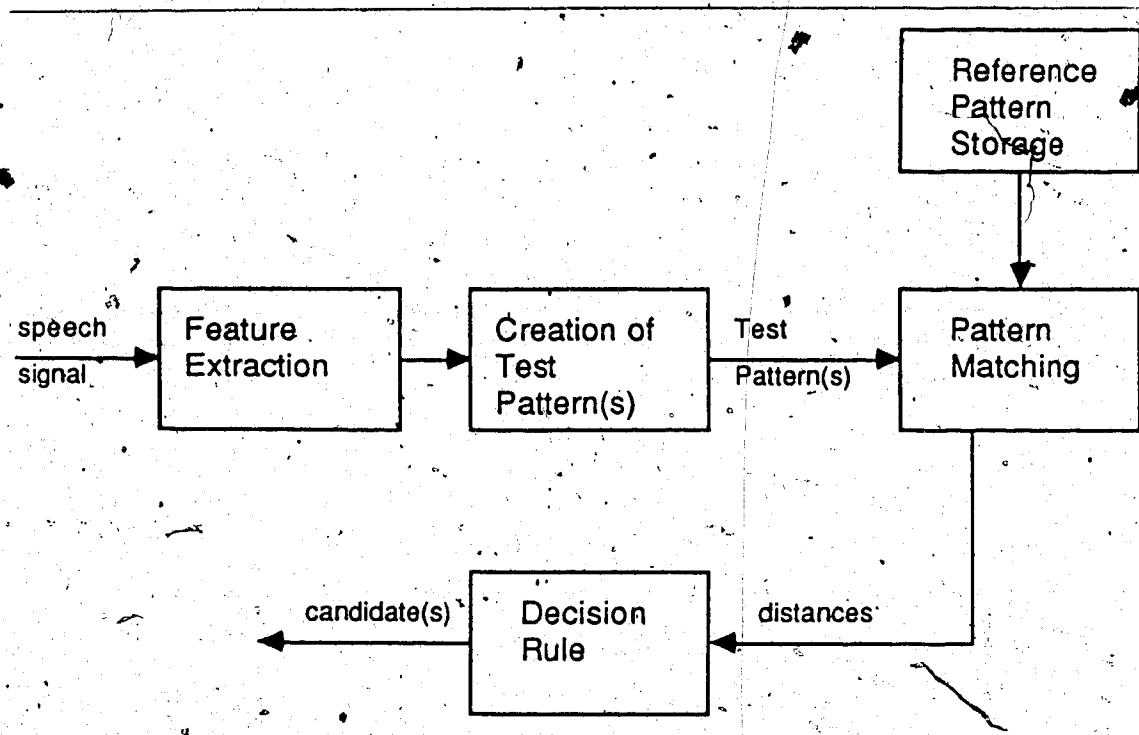 Reference
Pattern
Storage
speech
signal
Feature
Extraction
Creation of
Test
Pattern(s)
Test
Pattern(s)
Pattern
Matching
candidate(s)
Decision
Rule
distances